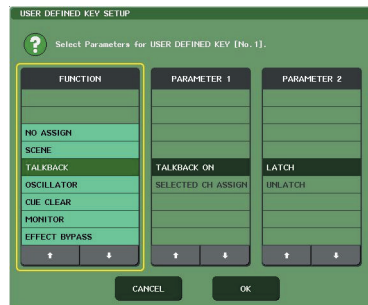 USER DEFINED KEY SETUP
Select Parameters for USER DEFINED KEY [No.1].
FUNCTION
PARAMETER 1
PARAMETER 2
NO ASSIGN
SCENE
TALKBACK
TALKBACK ON
LATCH
OSCILLATOR
SELECTED CH ASSIGN
UNLATCH
CUE CLEAR
MONITOR
EFFECT BYPASS
CANCEL
OK